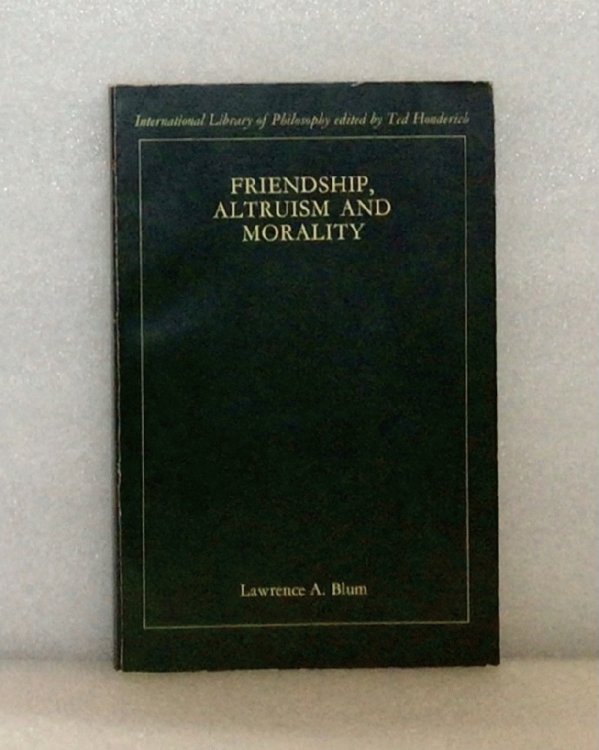 International Library of Philosophy edited by Ted Honderich
FRIENDSHIP,
ALTRUISM AND
MORALITY
Lawrence A. Blum